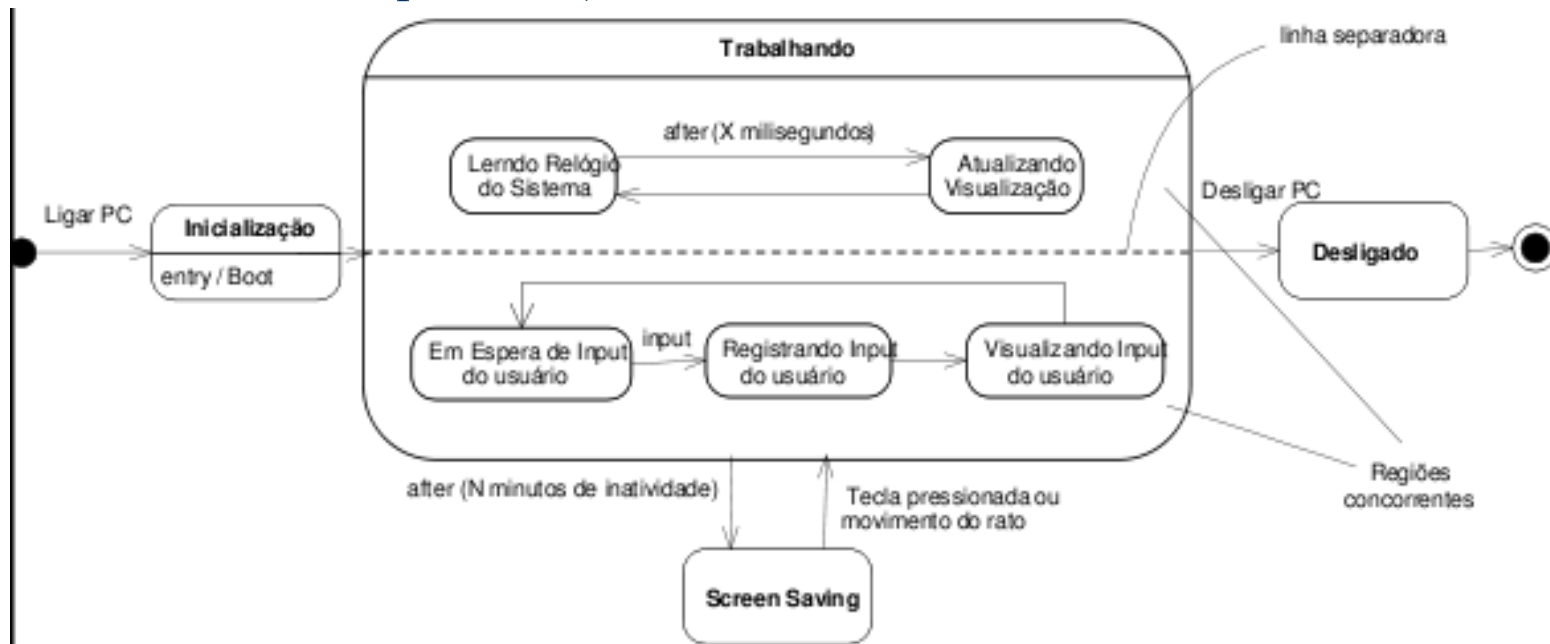 Trabalhando
linha separadora
after (X milisegundos)
Lerndo Relógio
do Sistema
Atualizando
Visualização
Ligar PC
Desligar PC
Inicialização
entry / Boot
Desligado
Em Espera de Input
do usuário
input
Registrando Input
do usuário
Visualizando Input
do usuário
after (N minutos de inatividade)
Tecla pressionada ou
movimento do rato
Regiões
concorrentes
Screen Saving